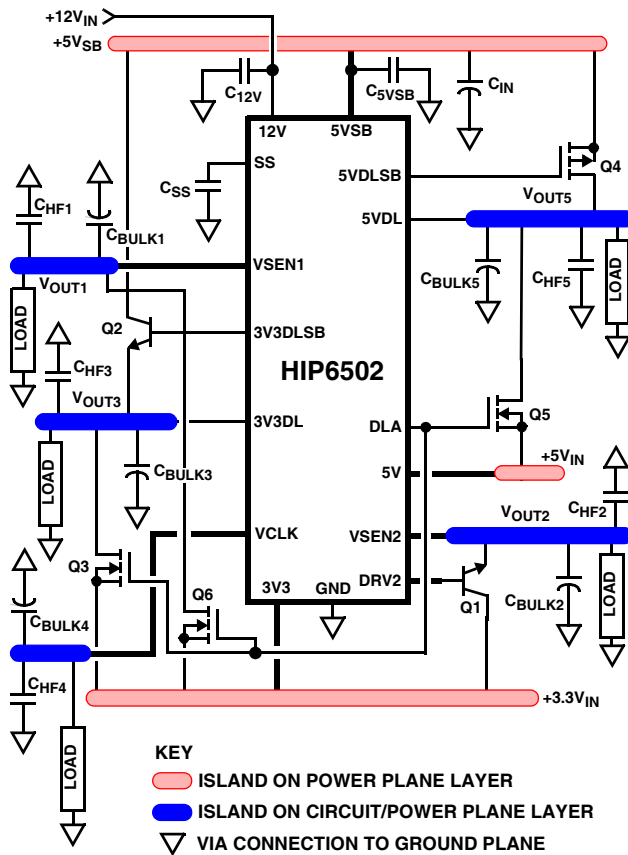 +12VIN
+5VSB
C12V
C5VSB
CIN
12V
5VSB
SS
CSS
5VDLSB
Q4
VOUT5
CHF1
CBULK1
5VDL
VSEN1
VOUT1
CBULK5
CHF5
LOAD
LOAD
Q2
3V3DLSB
HIP6502
CHF3
VOUT3
3V3DL
DLA
Q5
CBULK3
5V
+5VIN
LOAD
VCLK
VSEN2
VOUT2
CHF2
Q3
3V3
GND
DRV2
Q1
CBULK2
LOAD
Q6
CBULK4
CHF4
+3.3VIN
LOAD
KEY
ISLAND ON POWER PLANE LAYER
ISLAND ON CIRCUIT/POWER PLANE LAYER
VIA CONNECTION TO GROUND PLANE